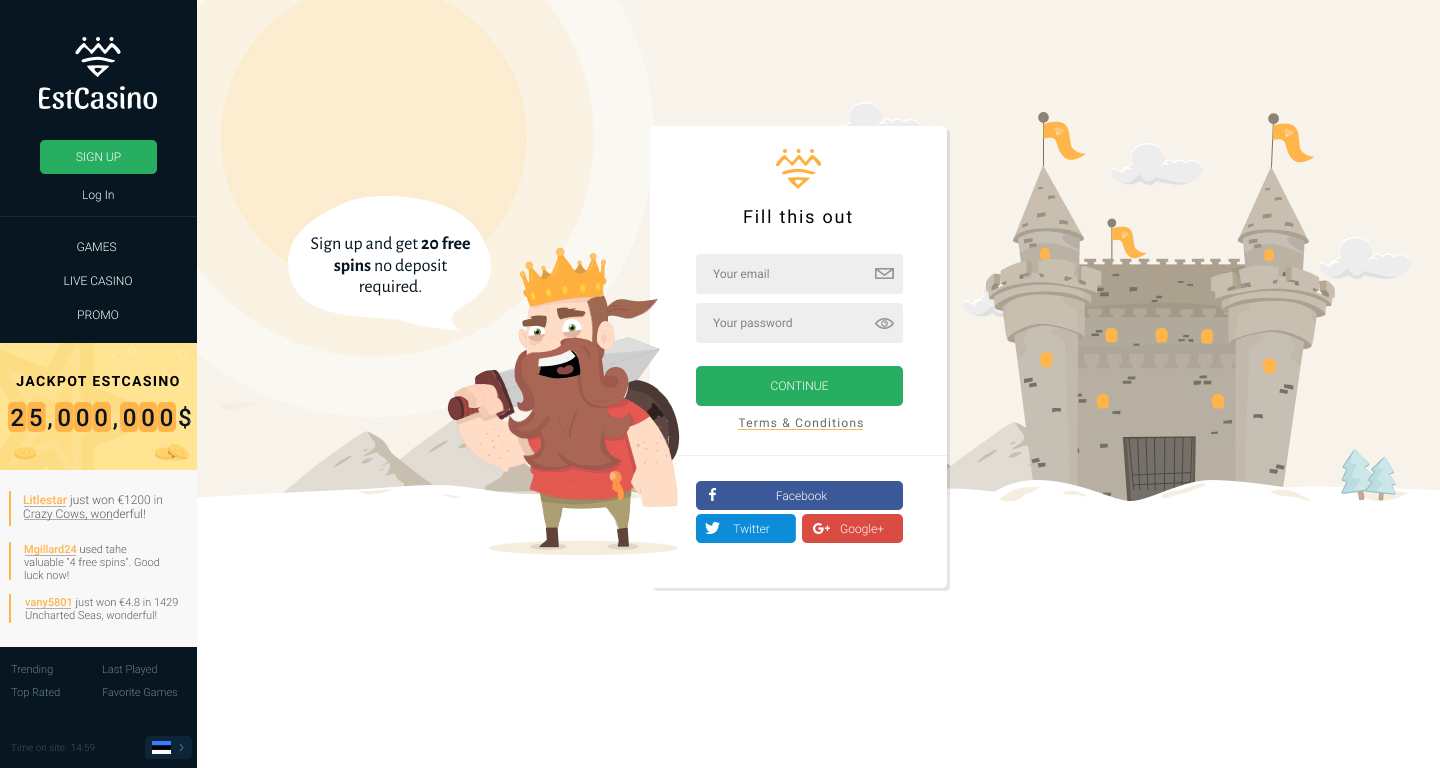 EstCasino
SIGN UP
Log In
GAMES
LIVE CASINO
PROMO
JACKPOT ESTCASINO
25,000,000$
Litlestar just won €1200 in
Crazy Cows, wonderful!
Mgillard24 used tahe
valuable "4 free spins". Good
luck now!
vany5801 just won €4.8 in 1429
Uncharted Seas, wonderful!
Trending
Last Played
Top Rated
Favorite Games
Time on site: 14:59
Sign up and get 20 free
spins no deposit
required.
Fill this out
Your email
Your password
CONTINUE
Terms & Conditions
Facebook
Twitter
G+ Google+